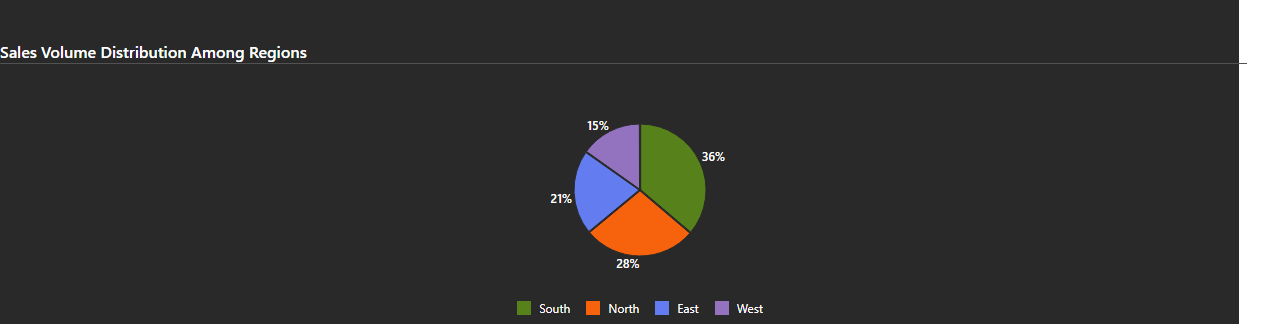 Sales Volume Distribution Among Regions
15%
36%
21%
28%
South North East West